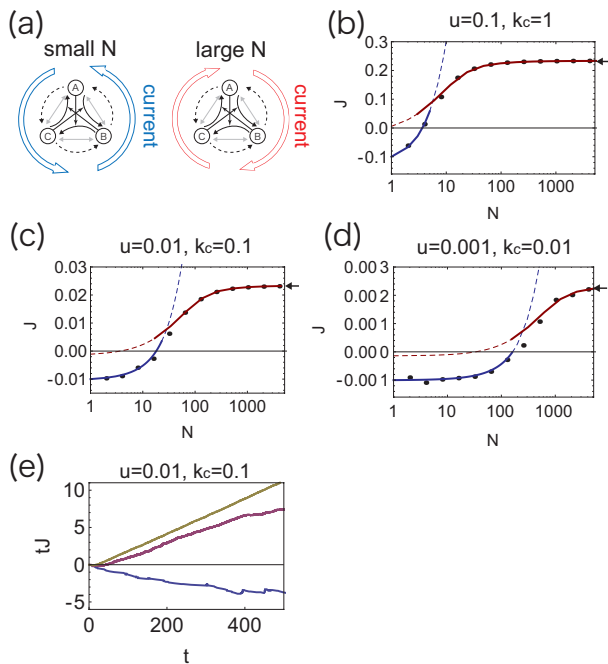 (a)
small N
large N
A
C
B
current
A
C
B
current
(b)
u=0.1, kc=1
0.3
0.2
0.1
0.0
-0.1
J
1
10
100
1000
N
(c)
u=0.01, kc=0.1
0.03
0.02
0.01
0.00
-0.01
J
1
10
100
1000
N
(d)
u=0.001, kc=0.01
0.003
0.002
0.001
0.000
-0.001
J
1
10
100
1000
N
(e)
u=0.01, kc=0.1
10
5
0
-5
tJ
0
200
400
t